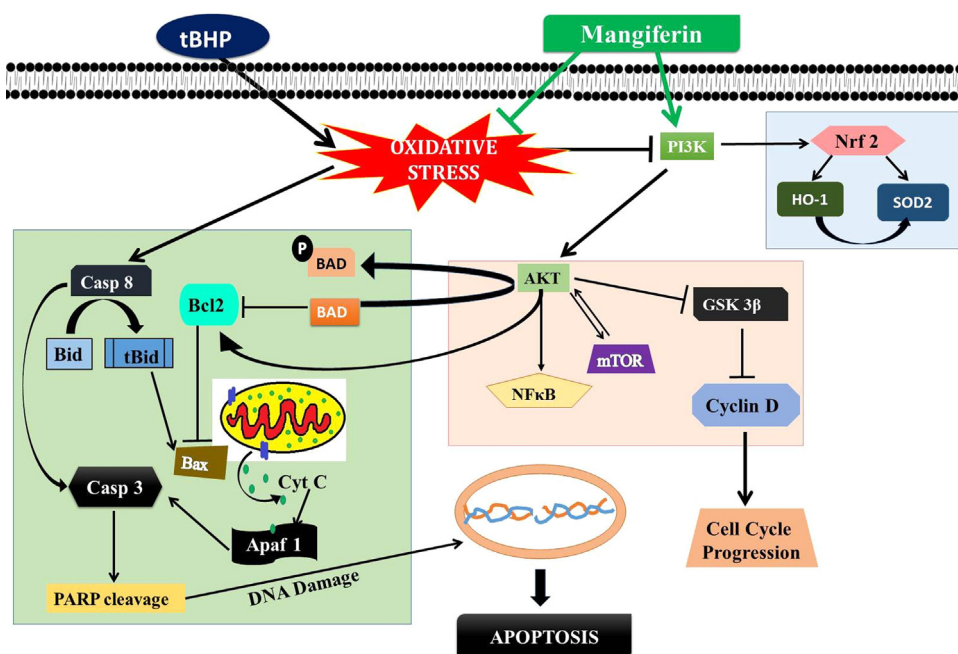 tBHP
Mangiferin
OXIDATIVE
STRESS
PI3K
Nrf 2
HO-1
SOD2
P
BAD
Casp 8
Bcl2
BAD
AKT
GSK 3β
Bid
tBid
mTOR
NFκB
Cyclin D
Bax
Casp 3
Cyt C
Apaf 1
Cell Cycle
Progression
PARP cleavage
DNA Damage
APOPTOSIS